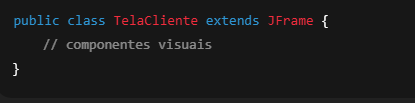 public class TelaCliente extends JFrame {
    // componentes visuais
}